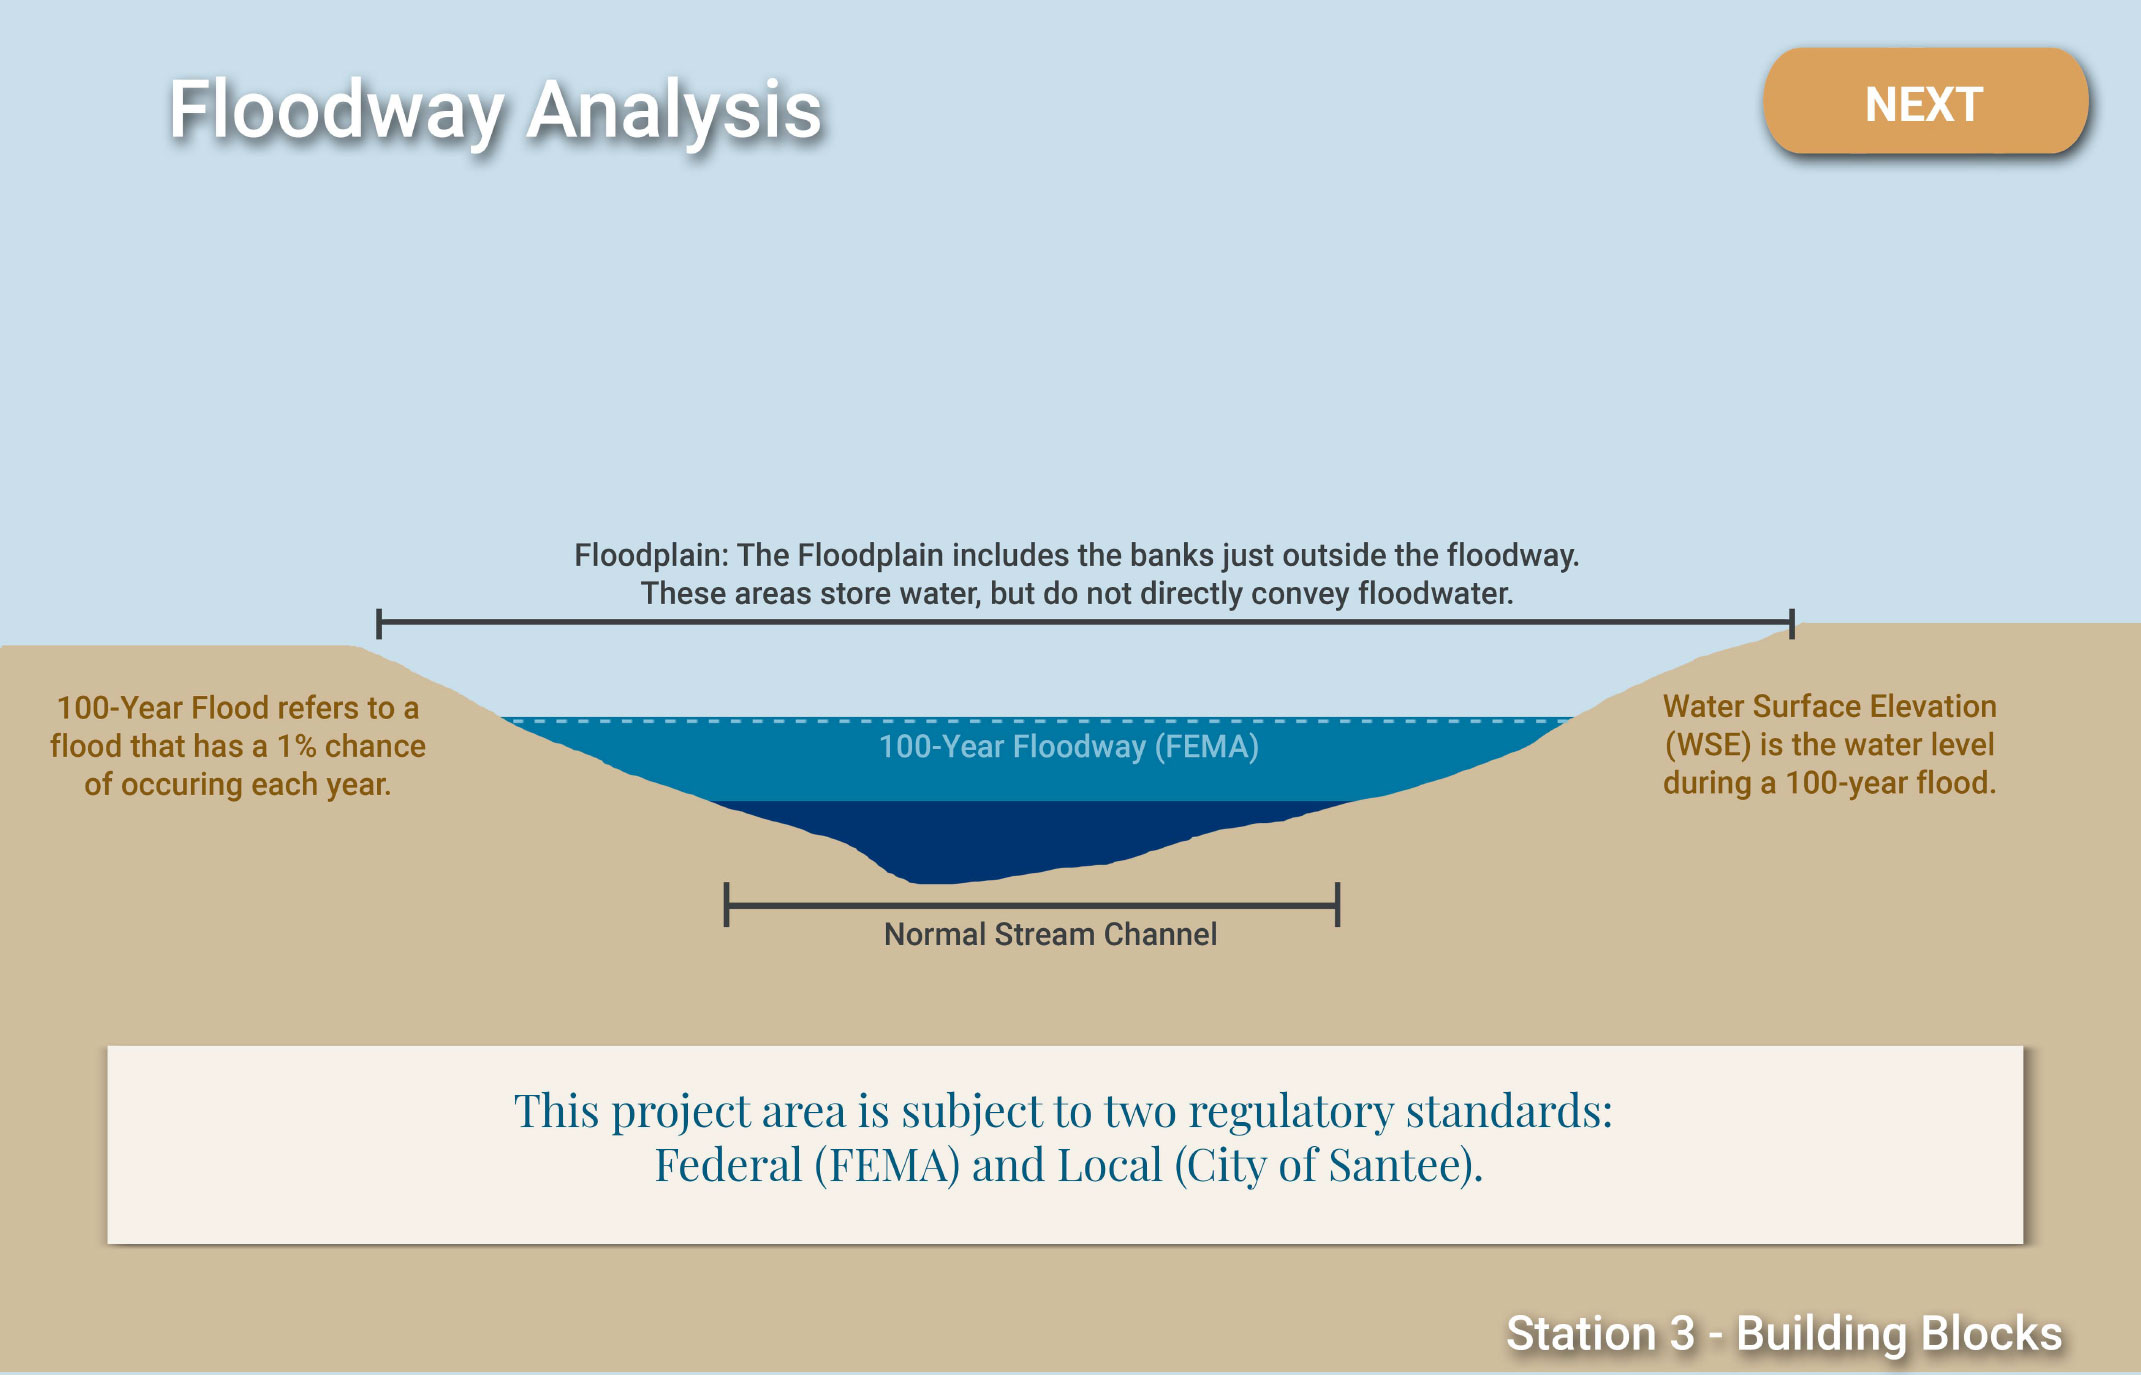 Floodway Analysis
NEXT
Floodplain: The Floodplain includes the banks just outside the floodway.
These areas store water, but do not directly convey floodwater.
100-Year Flood refers to a
flood that has a 1% chance
of occuring each year.
100-Year Floodway (FEMA)
Water Surface Elevation
(WSE) is the water level
during a 100-year flood.
Normal Stream Channel
This project area is subject to two regulatory standards:
Federal (FEMA) and Local (City of Santee).
Station 3 - Building Blocks